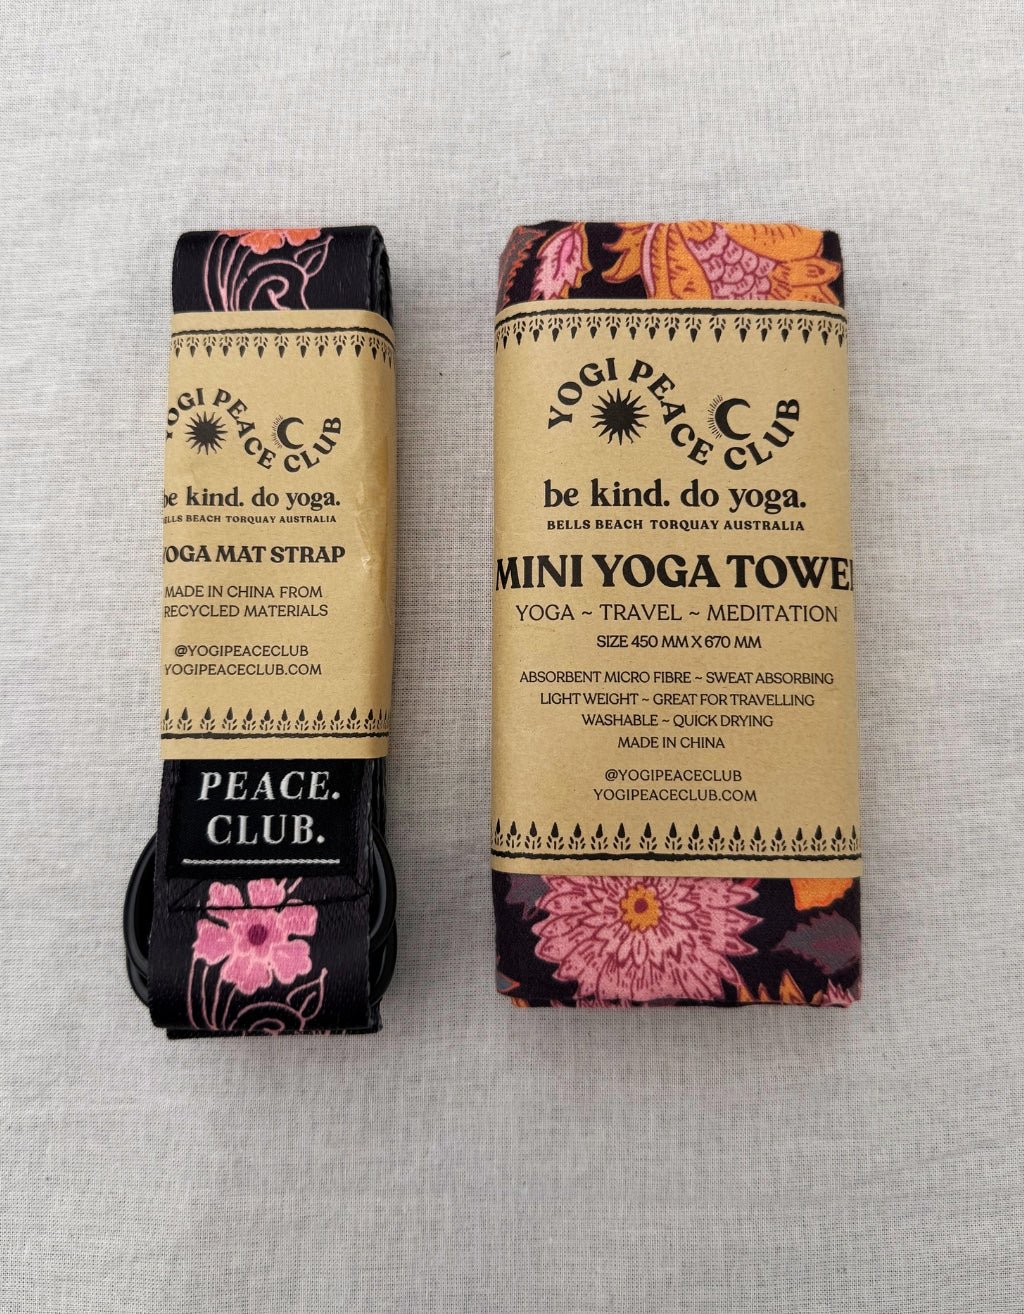 YOGI PEACE CLUB
be kind. do yoga.
BELLS BEACH TORQUAY AUSTRALIA
YOGA MAT STRAP
MADE IN CHINA FROM
RECYCLED MATERIALS
@YOGIPEACECLUB
YOGIPEACECLUB.COM
PEACE.
CLUB.
YOGI PEACE CLUB
be kind. do yoga.
BELLS BEACH TORQUAY AUSTRALIA
MINI YOGA TOWEL
YOGA ~ TRAVEL ~ MEDITATION
SIZE 450 MM X 670 MM
ABSORBENT MICRO FIBRE ~ SWEAT ABSORBING
LIGHT WEIGHT ~ GREAT FOR TRAVELLING
WASHABLE ~ QUICK DRYING
MADE IN CHINA
@YOGIPEACECLUB
YOGIPEACECLUB.COM